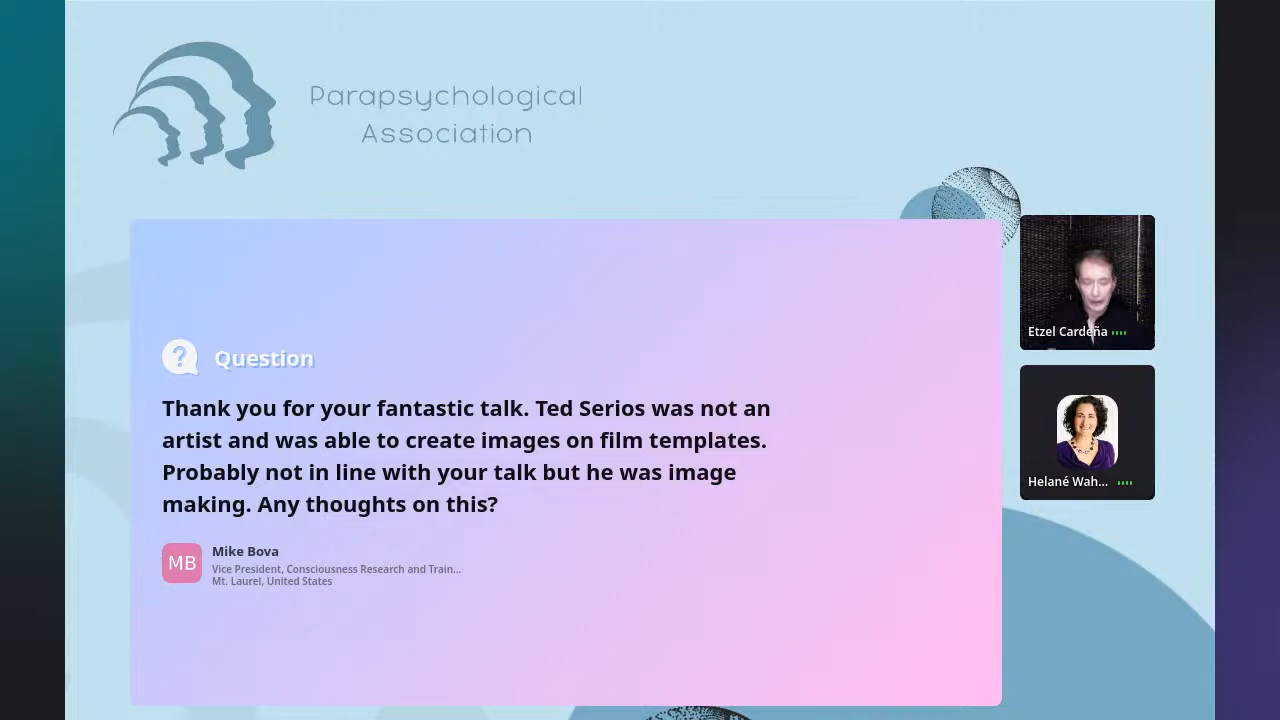 Parapsychological
Association
Question
Thank you for your fantastic talk. Ted Serios was not an
artist and was able to create images on film templates.
Probably not in line with your talk but he was image
making. Any thoughts on this?
MB
Mike Bova
Vice President, Consciousness Research and Train...
Mt. Laurel, United States
Etzel Cardeña
Helané Wah...